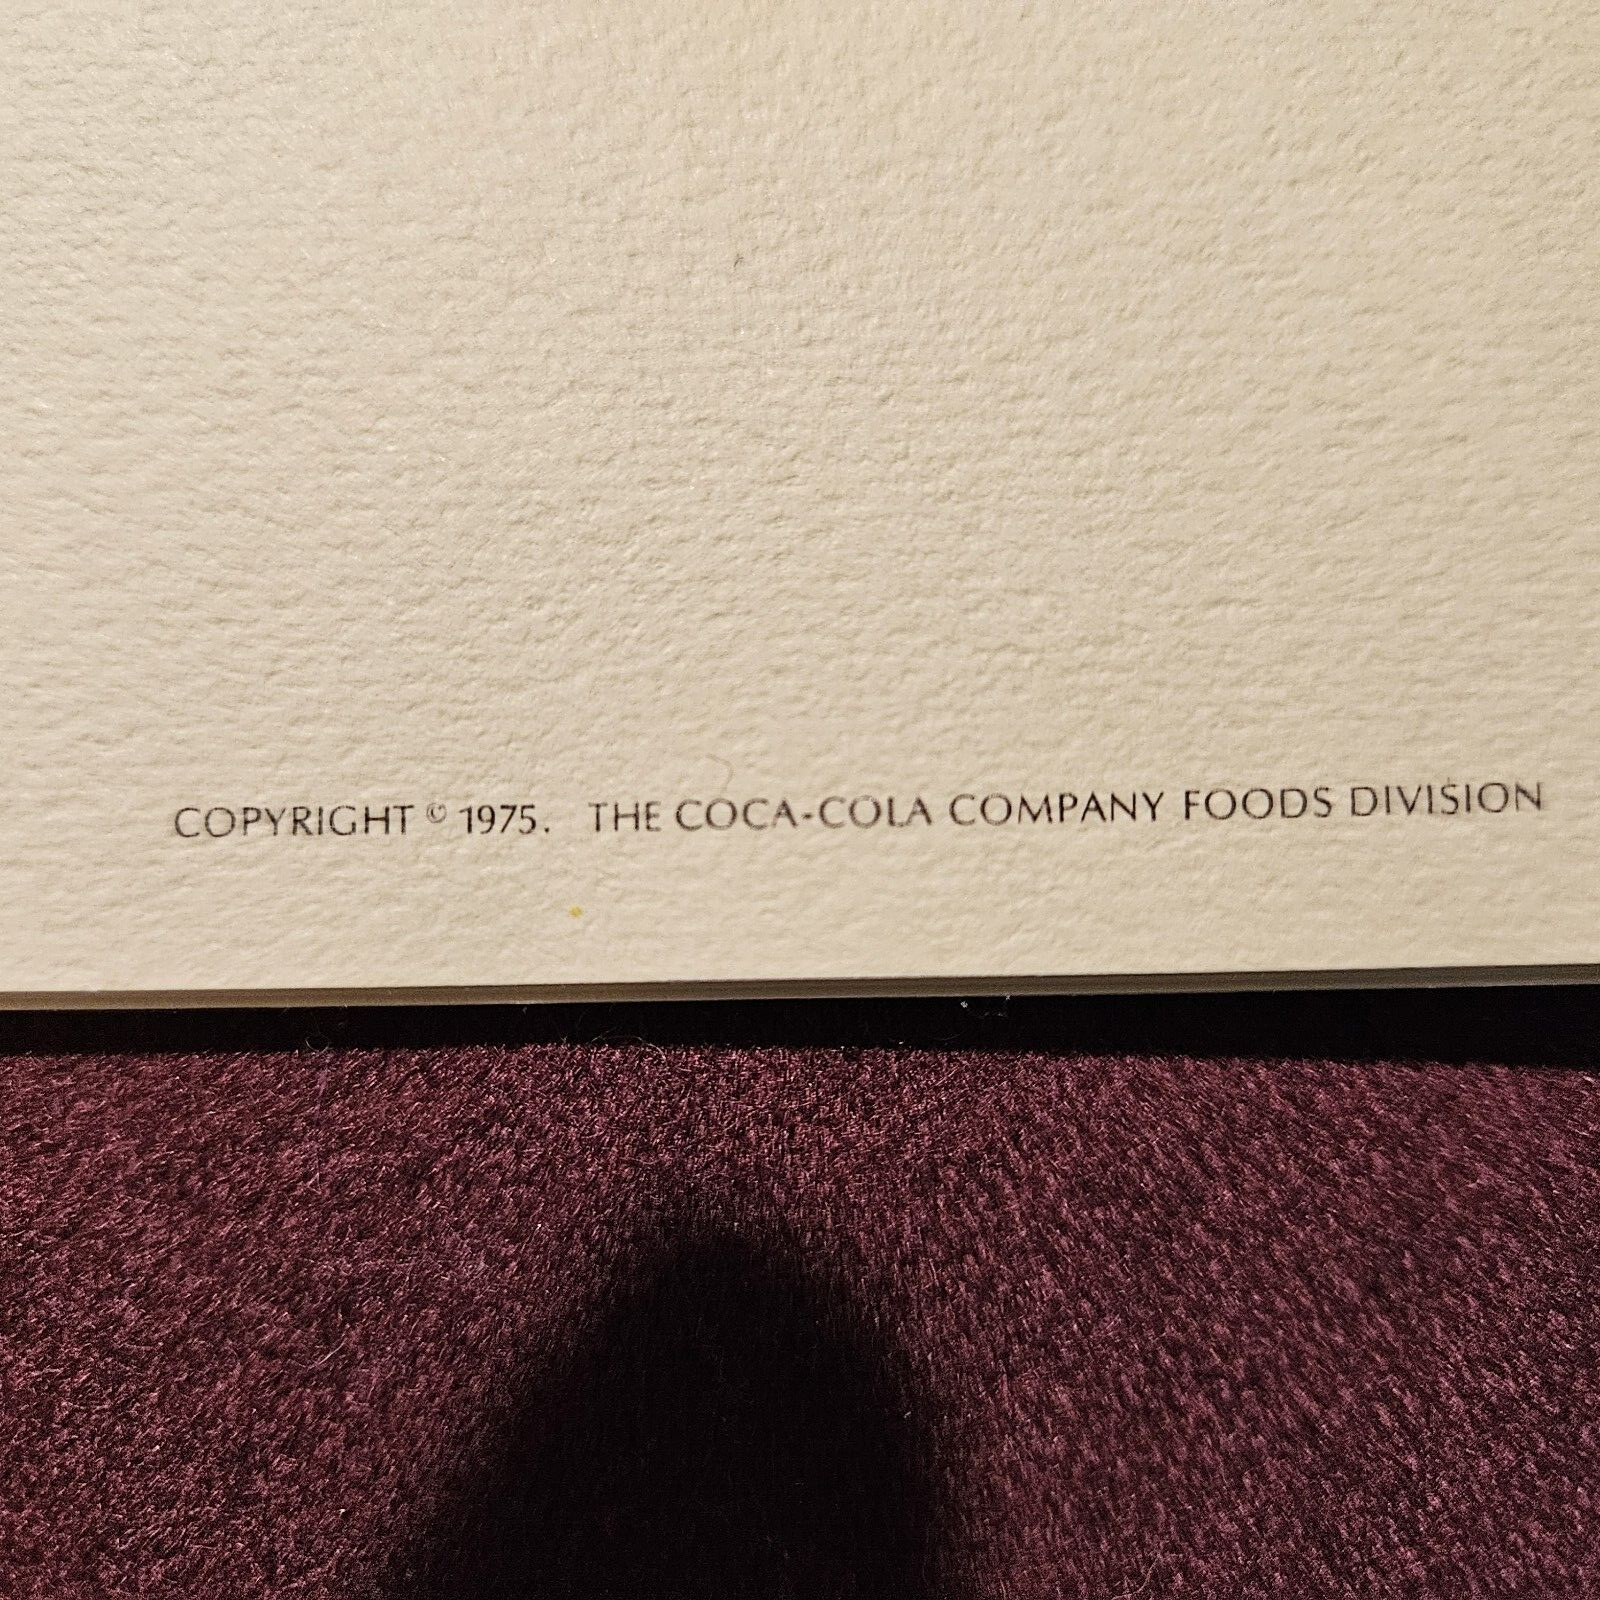 COPYRIGHT © 1975. THE COCA-COLA COMPANY FOODS DIVISION